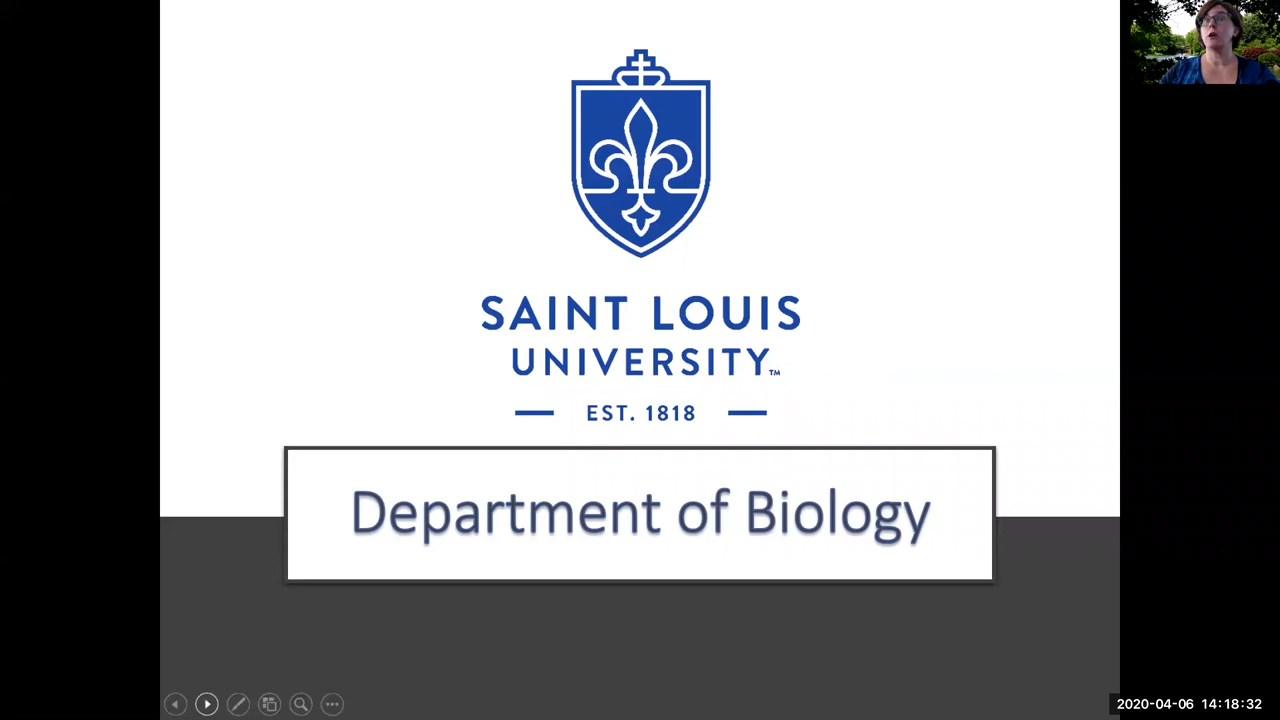 SAINT LOUIS
UNIVERSITY™
EST. 1818
Department of Biology
2020-04-06 14:18:32